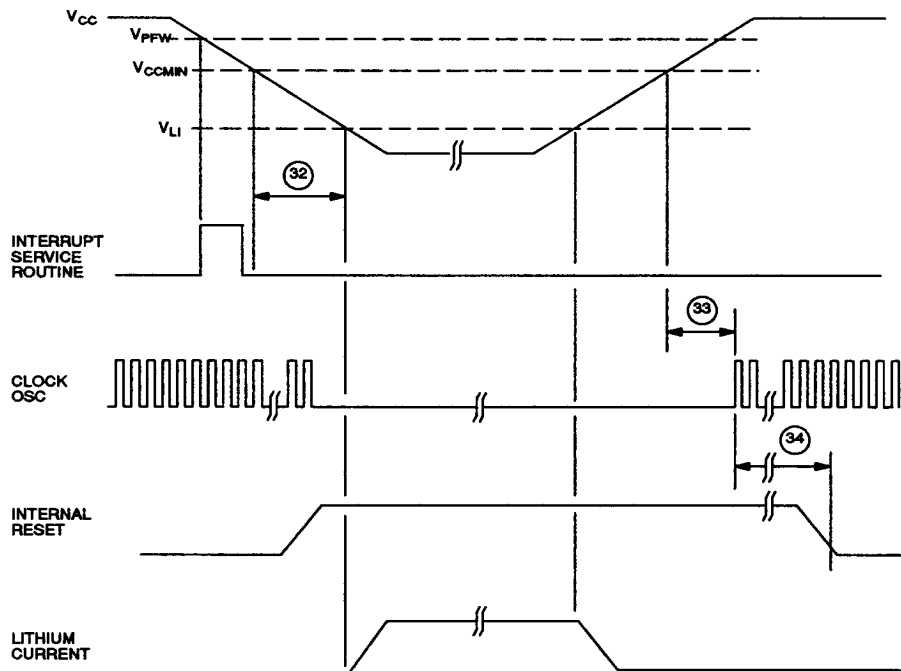 VCC
VPFW
VCCMIN
VLI
32
INTERRUPT
SERVICE
ROUTINE
33
CLOCK
OSC
34
INTERNAL
RESET
LITHIUM
CURRENT